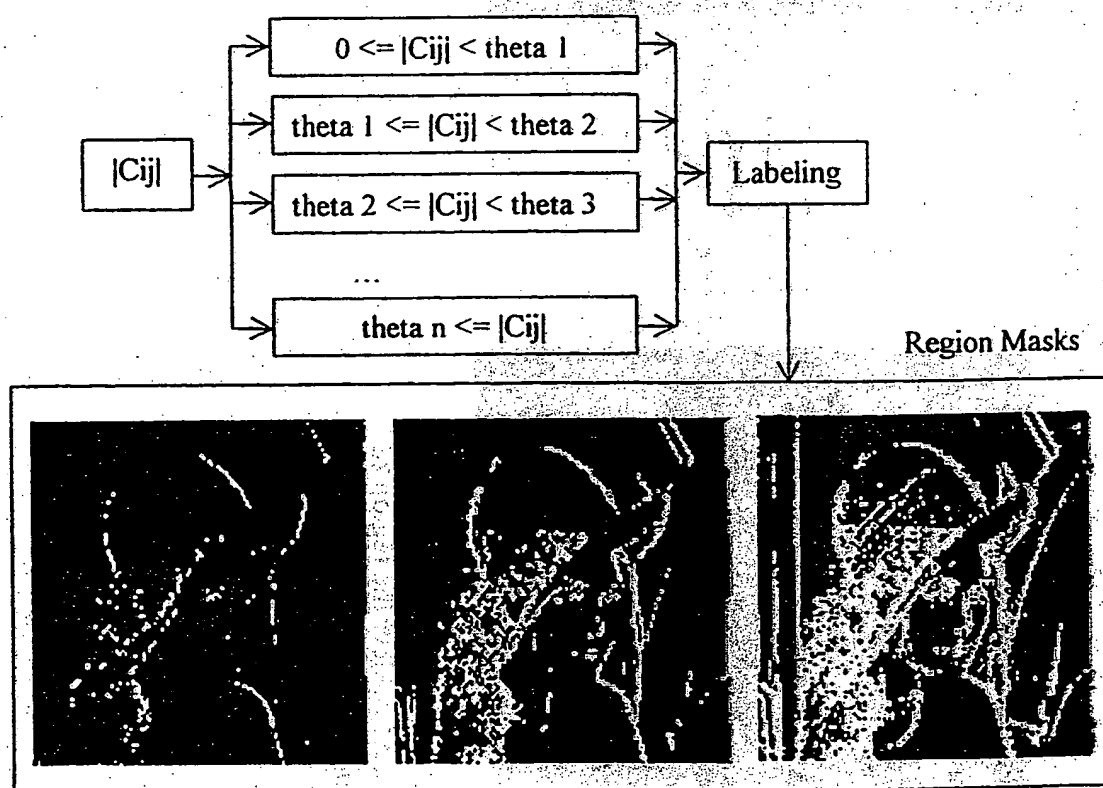 0 <= |Cij| < theta 1
theta 1 <= |Cij| < theta 2
|Cij|
Labeling
theta 2 <= |Cij| < theta 3
...
theta n <= |Cij|
Region Masks